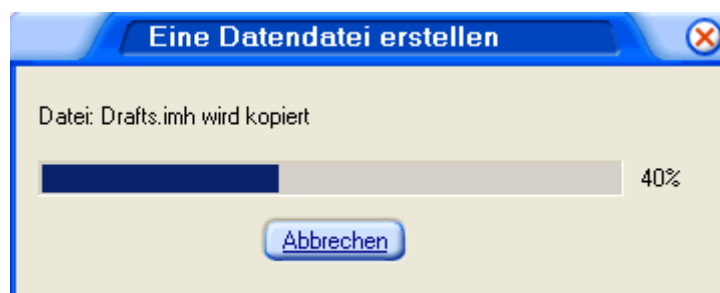 Eine Datendatei erstellen
Datei: Drafts.imh wird kopiert
40%
Abbrechen